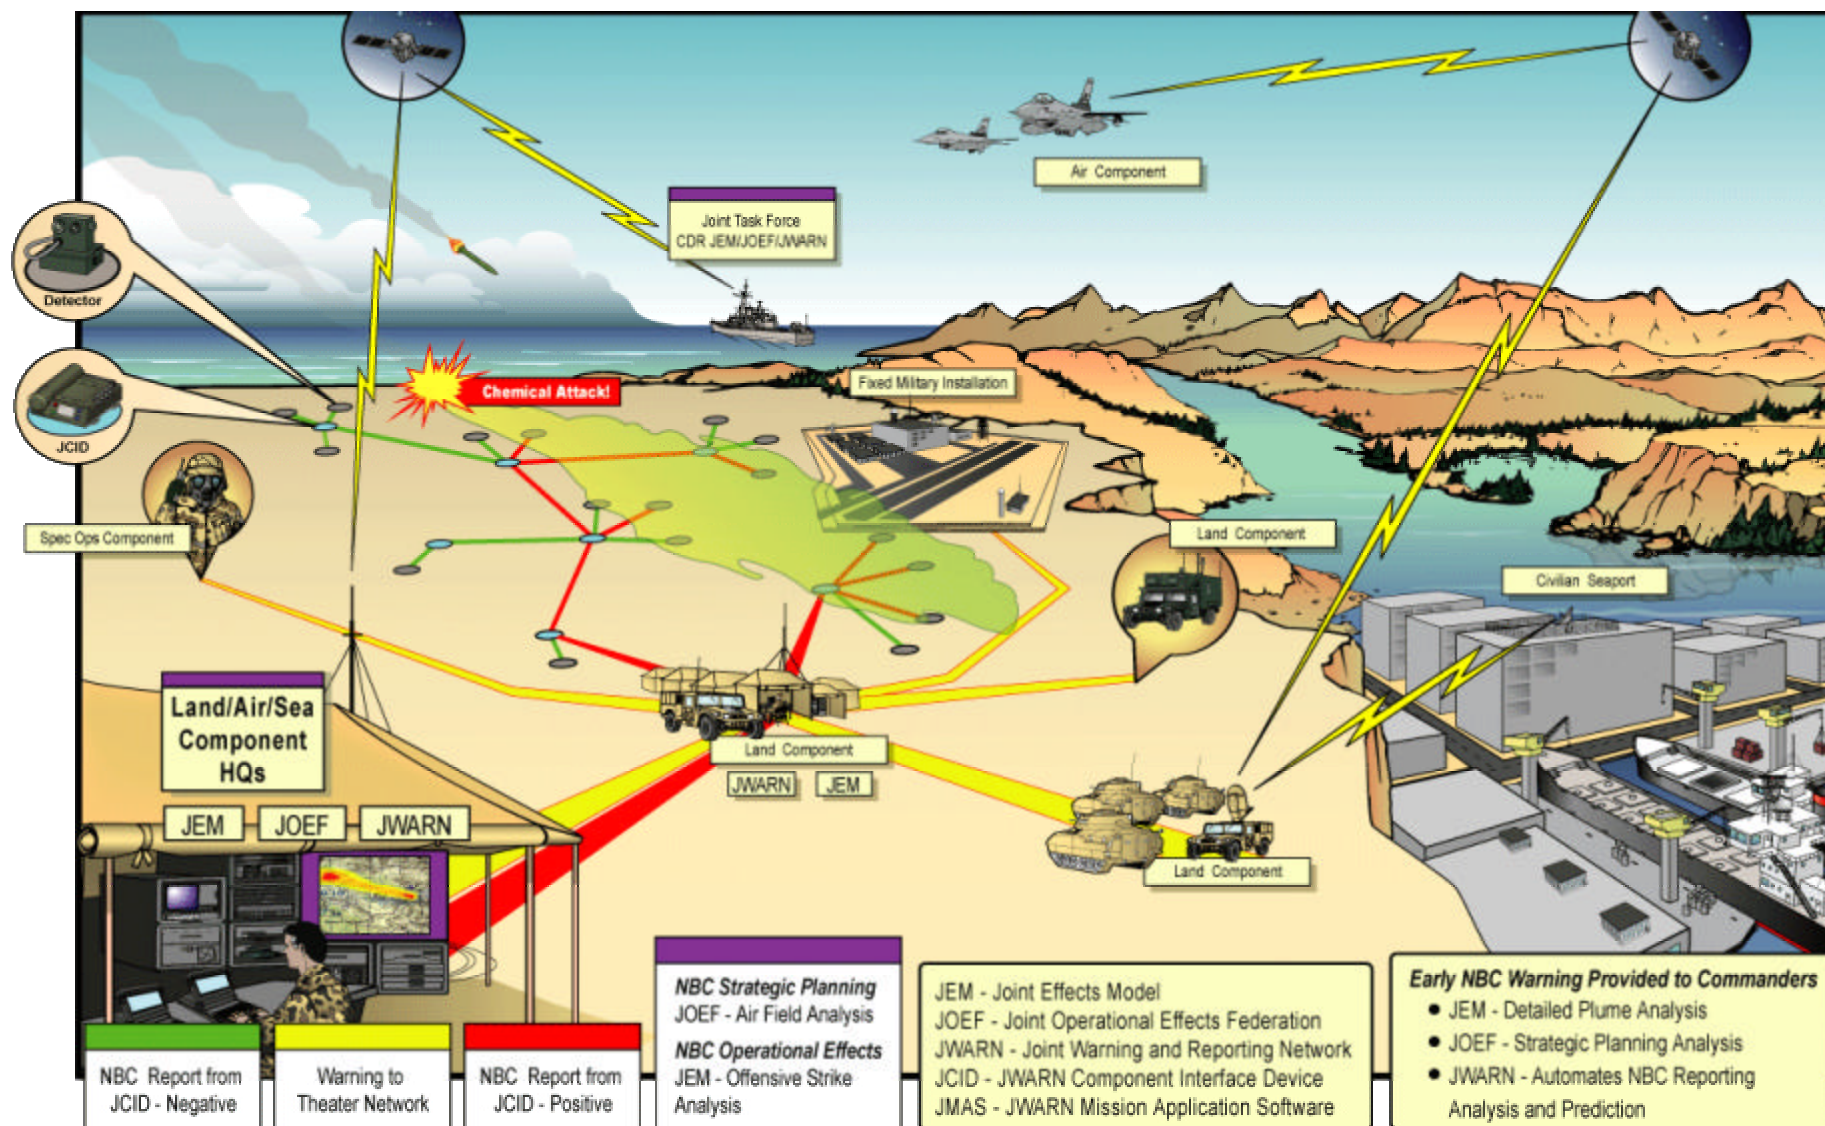 Air Component
Joint Task Force
CDR JEM/JOEF/JWARN
Detector
Chemical Attack!
Fixed Military Installation
JCID
Spec Ops Component
Land Component
Civilian Seaport
Land/Air/Sea
Component
HQs
JEM
JOEF
JWARN
Land Component
JWARN
JEM
Land Component
NBC Report from
JCID - Negative
Warning to
Theater Network
NBC Report from
JCID - Positive
NBC Strategic Planning
JOEF - Air Field Analysis
NBC Operational Effects
JEM - Offensive Strike
Analysis
JEM - Joint Effects Model
JOEF - Joint Operational Effects Federation
JWARN - Joint Warning and Reporting Network
JCID - JWARN Component Interface Device
JMAS - JWARN Mission Application Software
Early NBC Warning Provided to Commanders
● JEM - Detailed Plume Analysis
● JOEF - Strategic Planning Analysis
● JWARN - Automates NBC Reporting
Analysis and Prediction